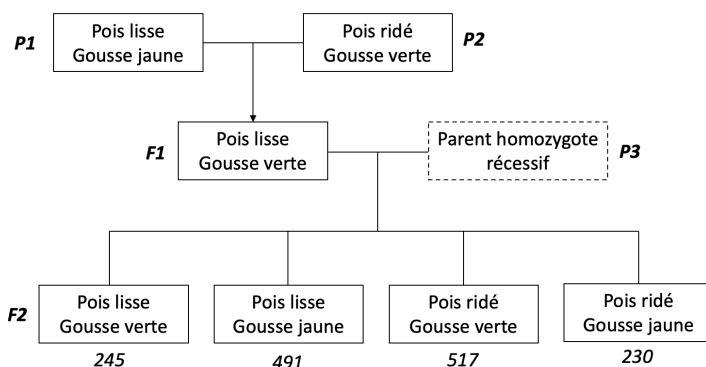 P1
Pois lisse
Gousse jaune
Pois ridé
Gousse verte
P2
F1
Pois lisse
Gousse verte
Parent homozygote
récessif
P3
F2
Pois lisse
Gousse verte
Pois lisse
Gousse jaune
Pois ridé
Gousse verte
Pois ridé
Gousse jaune
245
491
517
230